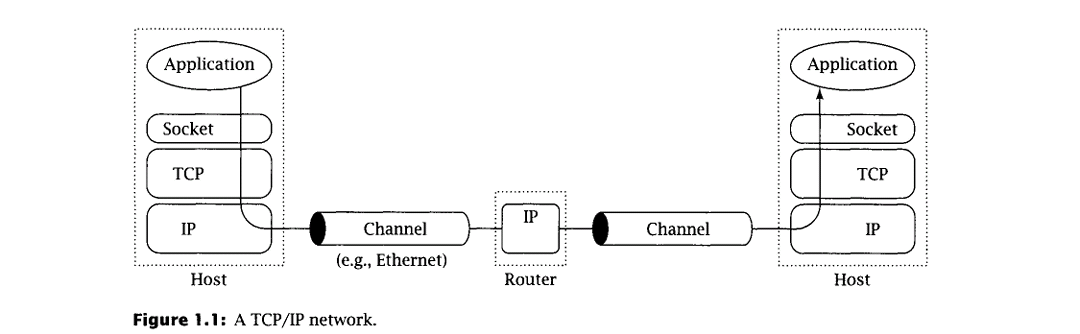 Application
Socket
TCP
IP
Host
Channel
(e.g., Ethernet)
IP
Router
Channel
Application
Socket
TCP
IP
Host
Figure 1.1: A TCP/IP network.